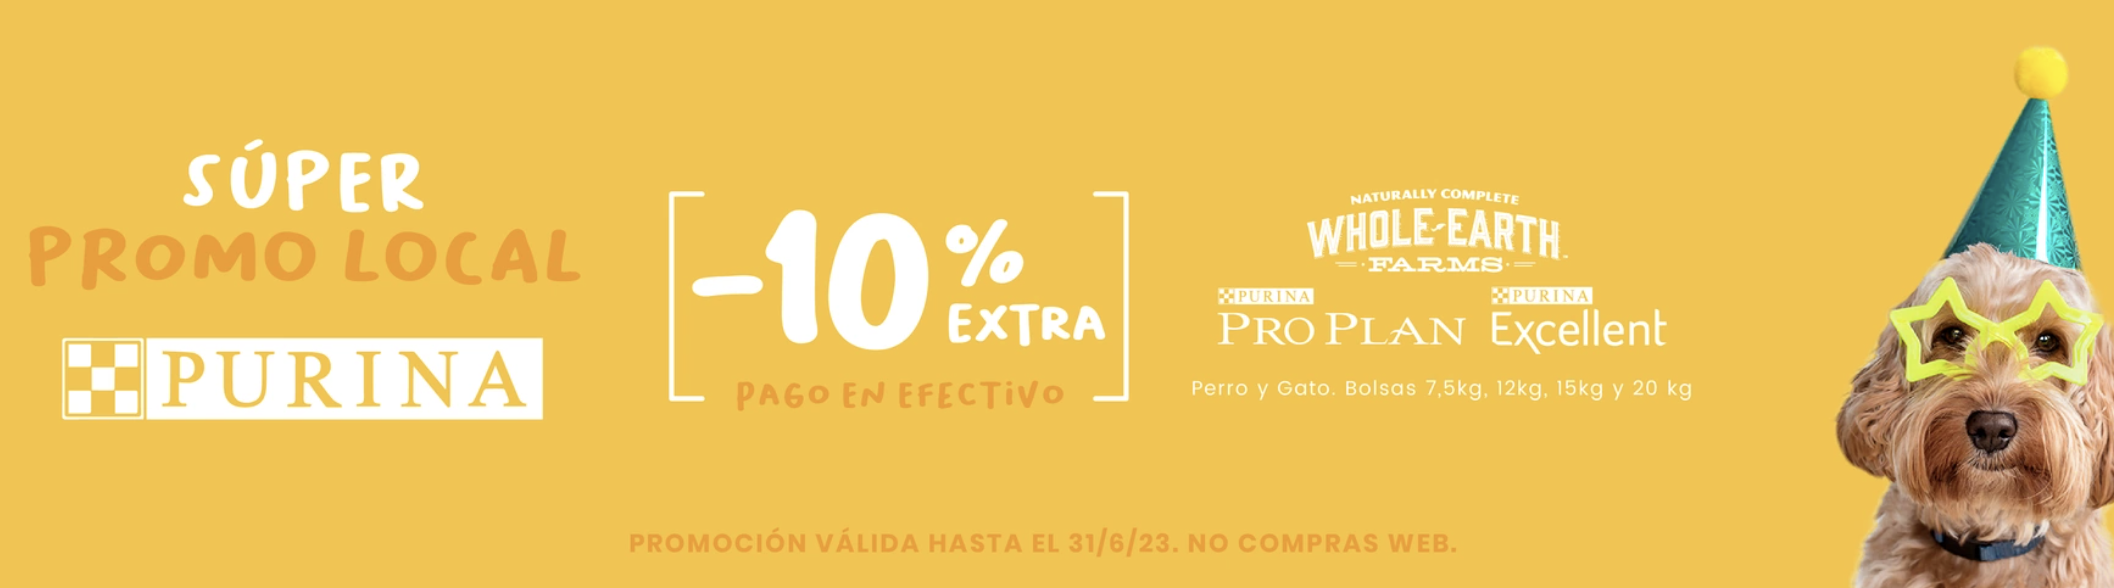 SÚPER
PROMO LOCAL
PURINA
-10%
EXTRA
PAGO EN EFECTIVO
NATURALLY COMPLETE
WHOLE EARTH
FARMS
PURINA
PRO PLAN
PURINA
Excellent
Perro y Gato. Bolsas 7,5kg, 12kg, 15kg y 20 kg
PROMOCIÓN VÁLIDA HASTA EL 31/6/23. NO COMPRAS WEB.